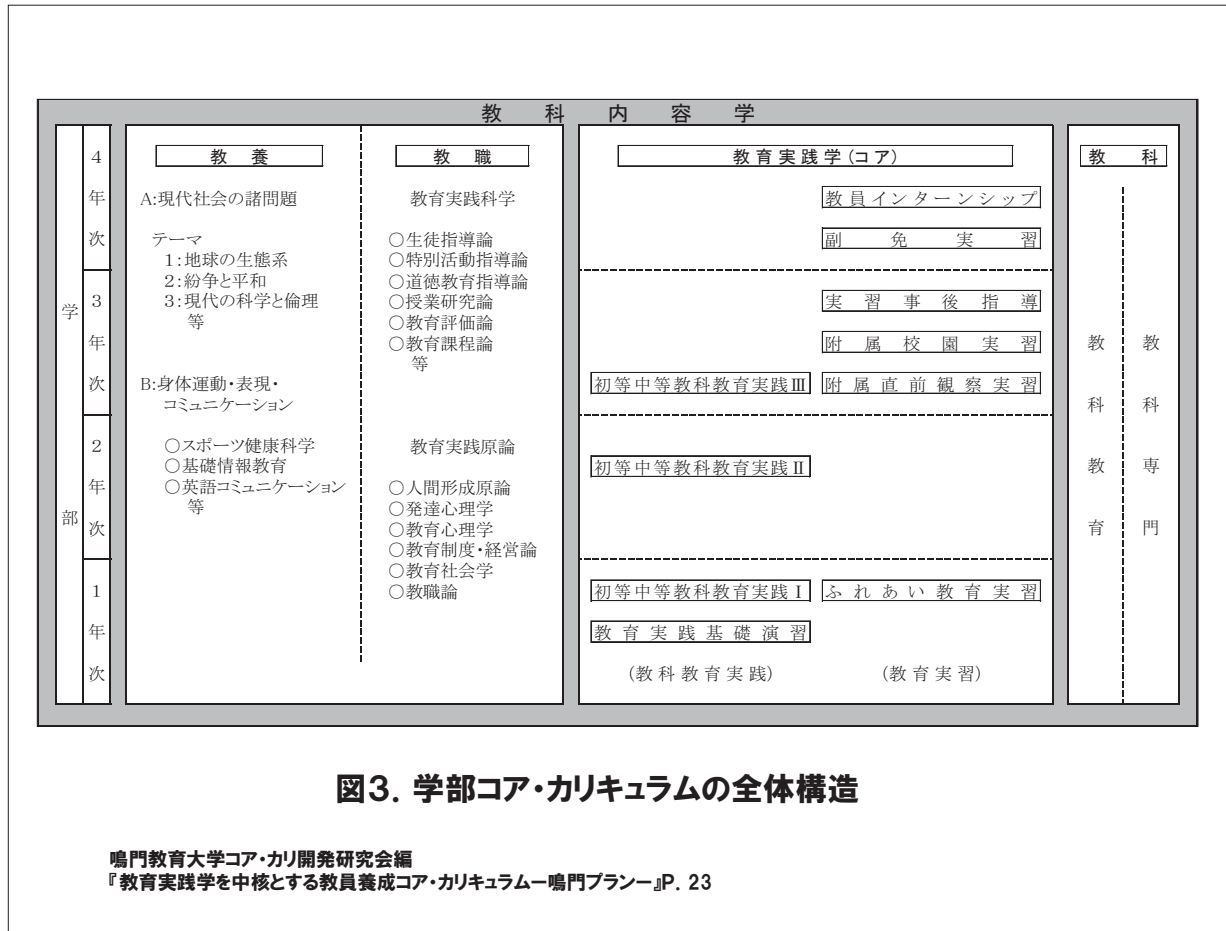 教科内容学
学部
4年次
3年次
2年次
1年次
教養
A:現代社会の諸問題
テーマ
1:地球の生態系
2:紛争と平和
3:現代の科学と倫理
等
B:身体運動・表現・
コミュニケーション
○スポーツ健康科学
○基礎情報教育
○英語コミュニケーション
等
教職
教育実践科学
○生徒指導論
○特別活動指導論
○道徳教育指導論
○授業研究論
○教育評価論
○教育課程論
等
教育実践原論
○人間形成原論
○発達心理学
○教育心理学
○教育制度・経営論
○教育社会学
○教職論
教育実践学(コア)
教員インターンシップ
副免実習
実習事後指導
附属校園実習
初等中等教科教育実践Ⅲ 附属直前観察実習
初等中等教科教育実践Ⅱ
初等中等教科教育実践Ⅰ ふれあい教育実習
教育実践基礎演習
(教科教育実践) (教育実習)
教科
教科教育
教科専門
図3. 学部コア・カリキュラムの全体構造
鳴門教育大学コア・カリ開発研究会編
『教育実践学を中核とする教員養成コア・カリキュラムー鳴門プランー』P. 23